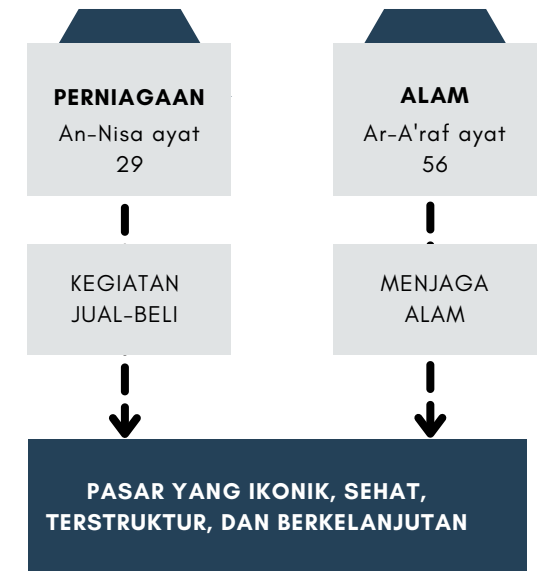 PERNIAGAAN
An-Nisa ayat
29
ALAM
Ar-A'raf ayat
56
KEGIATAN
JUAL-BELI
MENJAGA
ALAM
PASAR YANG IKONIK, SEHAT,
TERSTRUKTUR, DAN BERKELANJUTAN